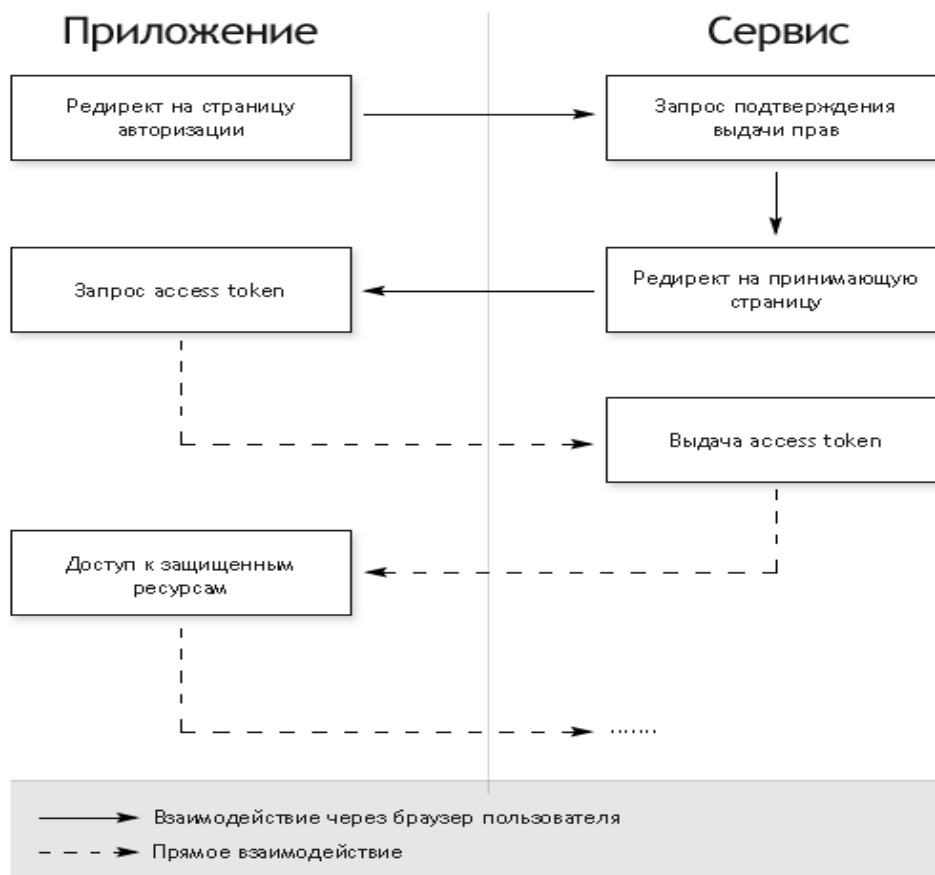 Приложение
Сервис
Редирект на страницу
авторизации
Запрос подтверждения
выдачи прав
Запрос access token
Редирект на принимающую
страницу
Выдача access token
Доступ к защищенным
ресурсам
.......
Взаимодействие через браузер пользователя
Прямое взаимодействие